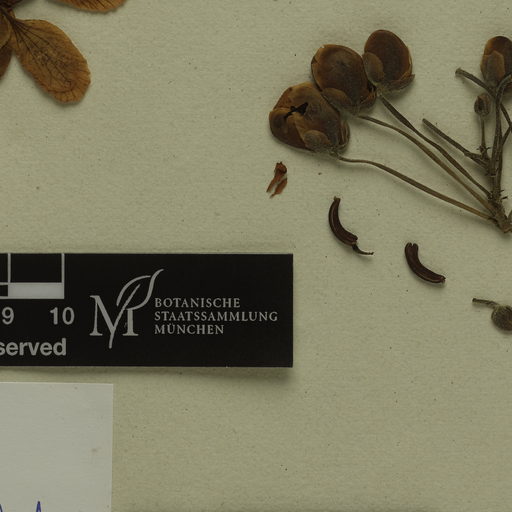 9 10
served
M BOTANISCHE
STAATSSAMMLUNG
MÜNCHEN